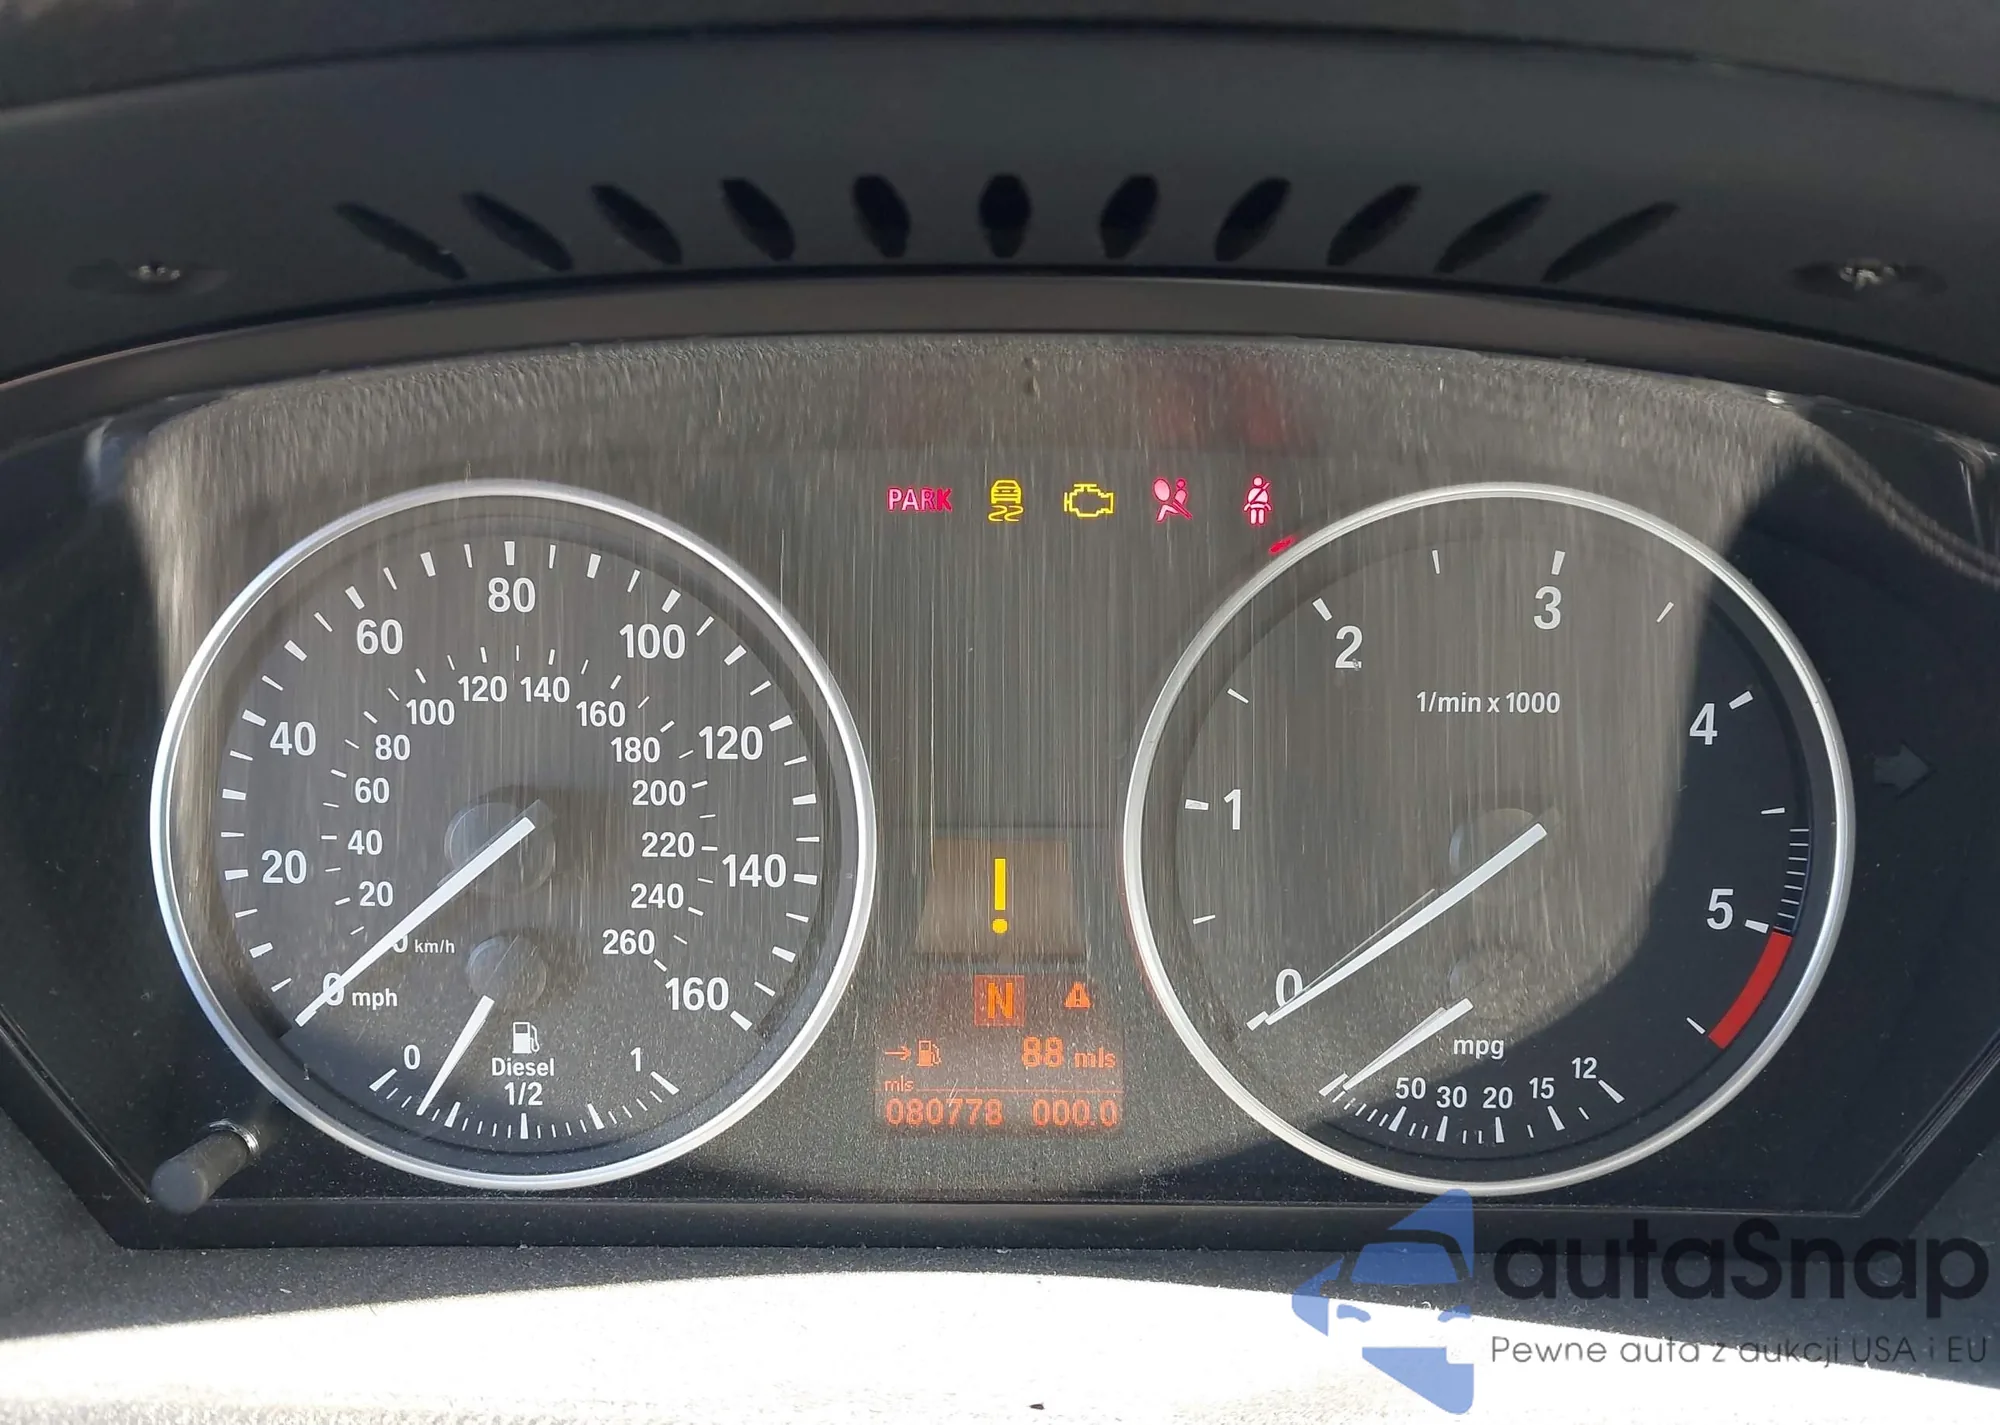 PARK
80
60
100
40
120
20
140
0 mph
160
120 140
100
160
80
180
60
200
40
220
20
240
0 km/h
260
0
Diesel
1/2
1
!
N
88 mls
mls
080778 000.0
3
2
4
1/min x 1000
1
5
0
mpg
50 30 20 15 12
autaSnap
Pewne auta z aukcji USA i EU